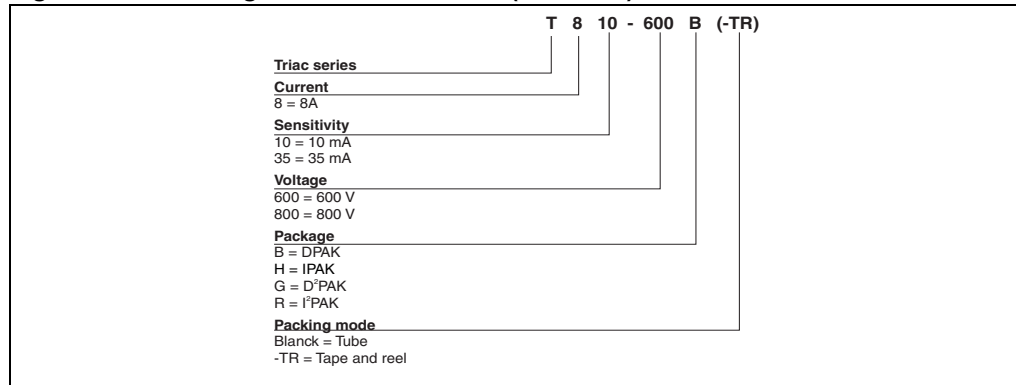 T 8 10 - 600 B (-TR)
Triac series
Current
8 = 8A
Sensitivity
10 = 10 mA
35 = 35 mA
Voltage
600 = 600 V
800 = 800 V
Package
B = DPAK
H = IPAK
G = D²PAK
R = I²PAK
Packing mode
Blanck = Tube
-TR = Tape and reel